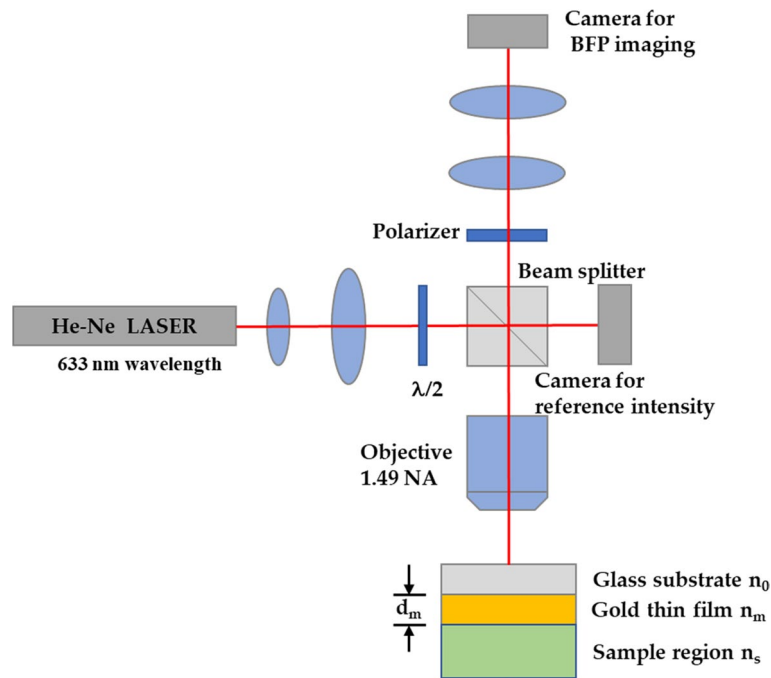 Camera for
BFP imaging
Polarizer
Beam splitter
He-Ne LASER
633 nm wavelength
λ/2
Camera for
reference intensity
Objective
1.49 NA
Glass substrate n₀
dₘ
Gold thin film nₘ
Sample region nₛ